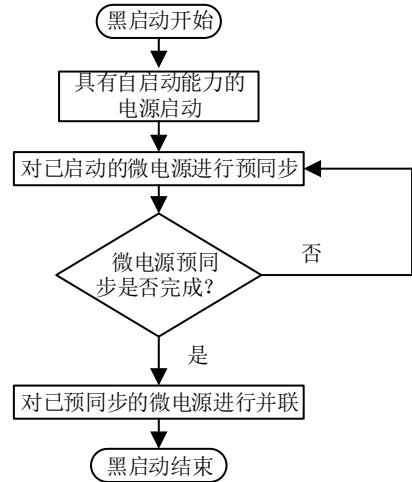 黑启动开始
具有自启动能力的
电源启动
对已启动的微电源进行预同步
微电源预同
步是否完成？
否
是
对已预同步的微电源进行并联
黑启动结束